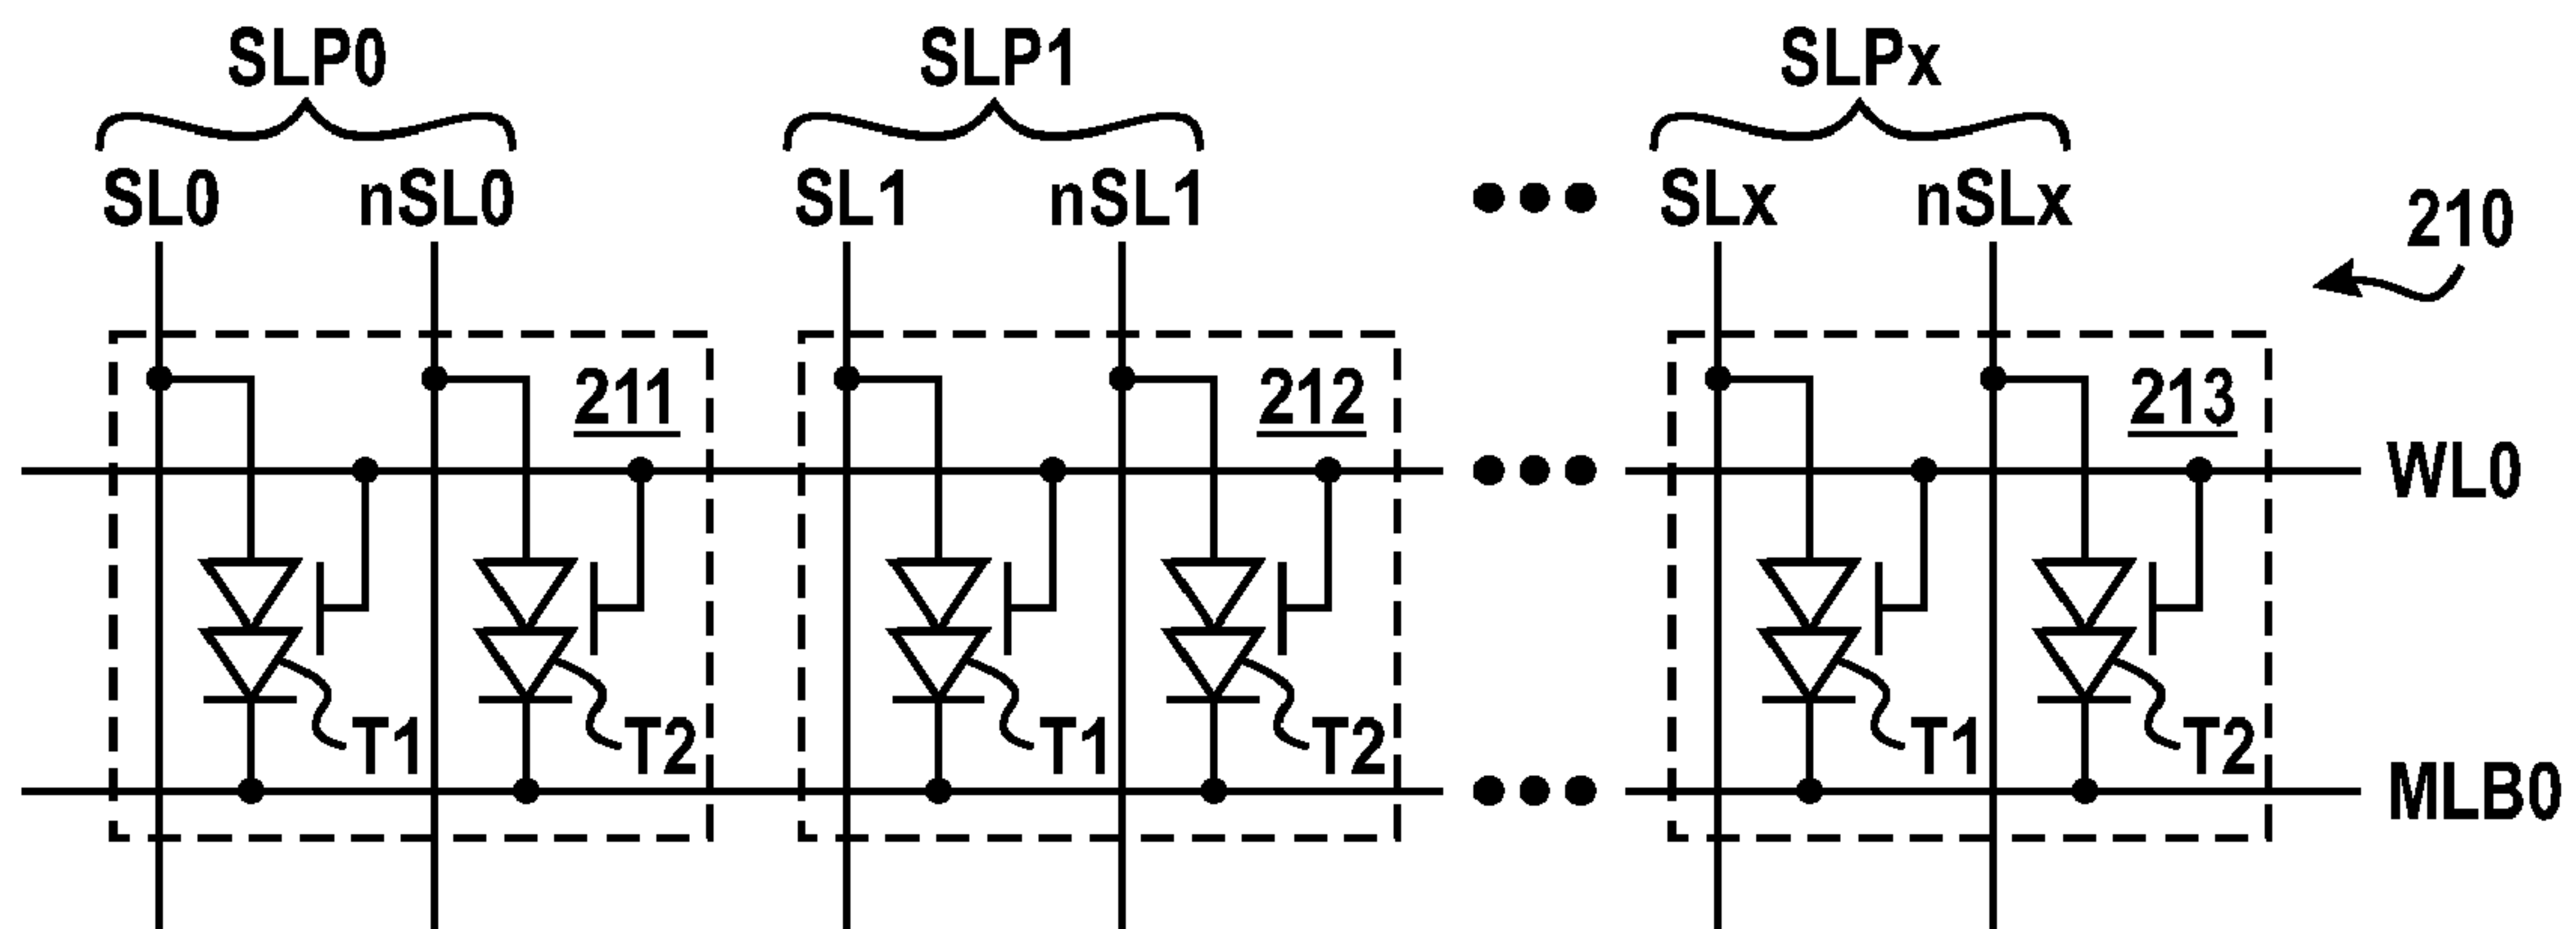 SLP0 SLP1 SLPx
SL0 nSL0 SL1 nSL1 SLx nSLx
210
211 212 213
WL0
T1 T2 T1 T2 T1 T2
MLB0